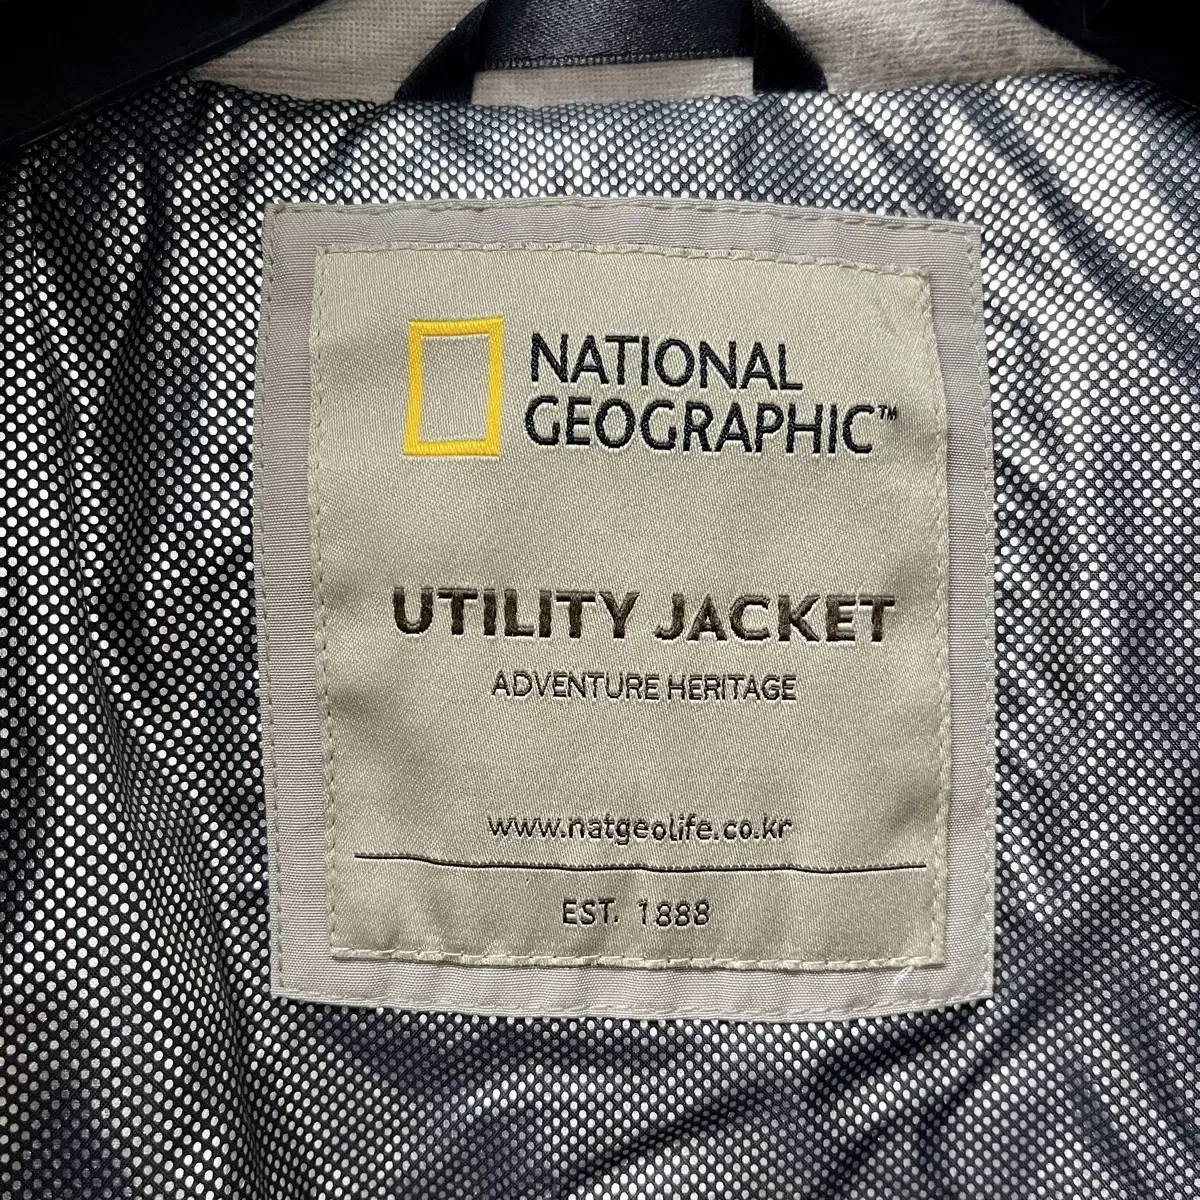 NATIONAL
GEOGRAPHIC™
UTILITY JACKET
ADVENTURE HERITAGE
www.natgeolife.co.kr
EST. 1888